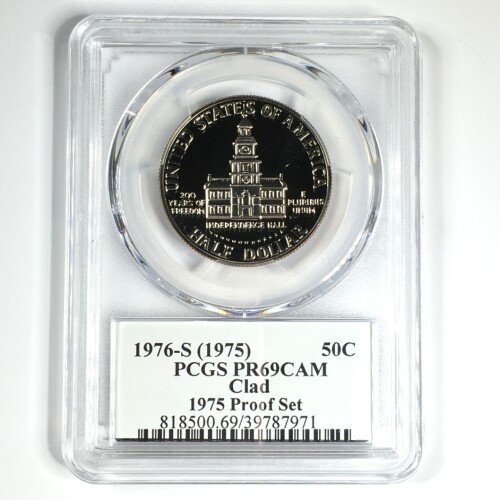 UNITED STATES OF AMERICA
200
YEARS OF
FREEDOM
E
PLURIBUS
UNUM
INDEPENDENCE HALL
HALF DOLLAR
1976-S (1975) 50C
PCGS PR69CAM
Clad
1975 Proof Set
818500.69/39787971